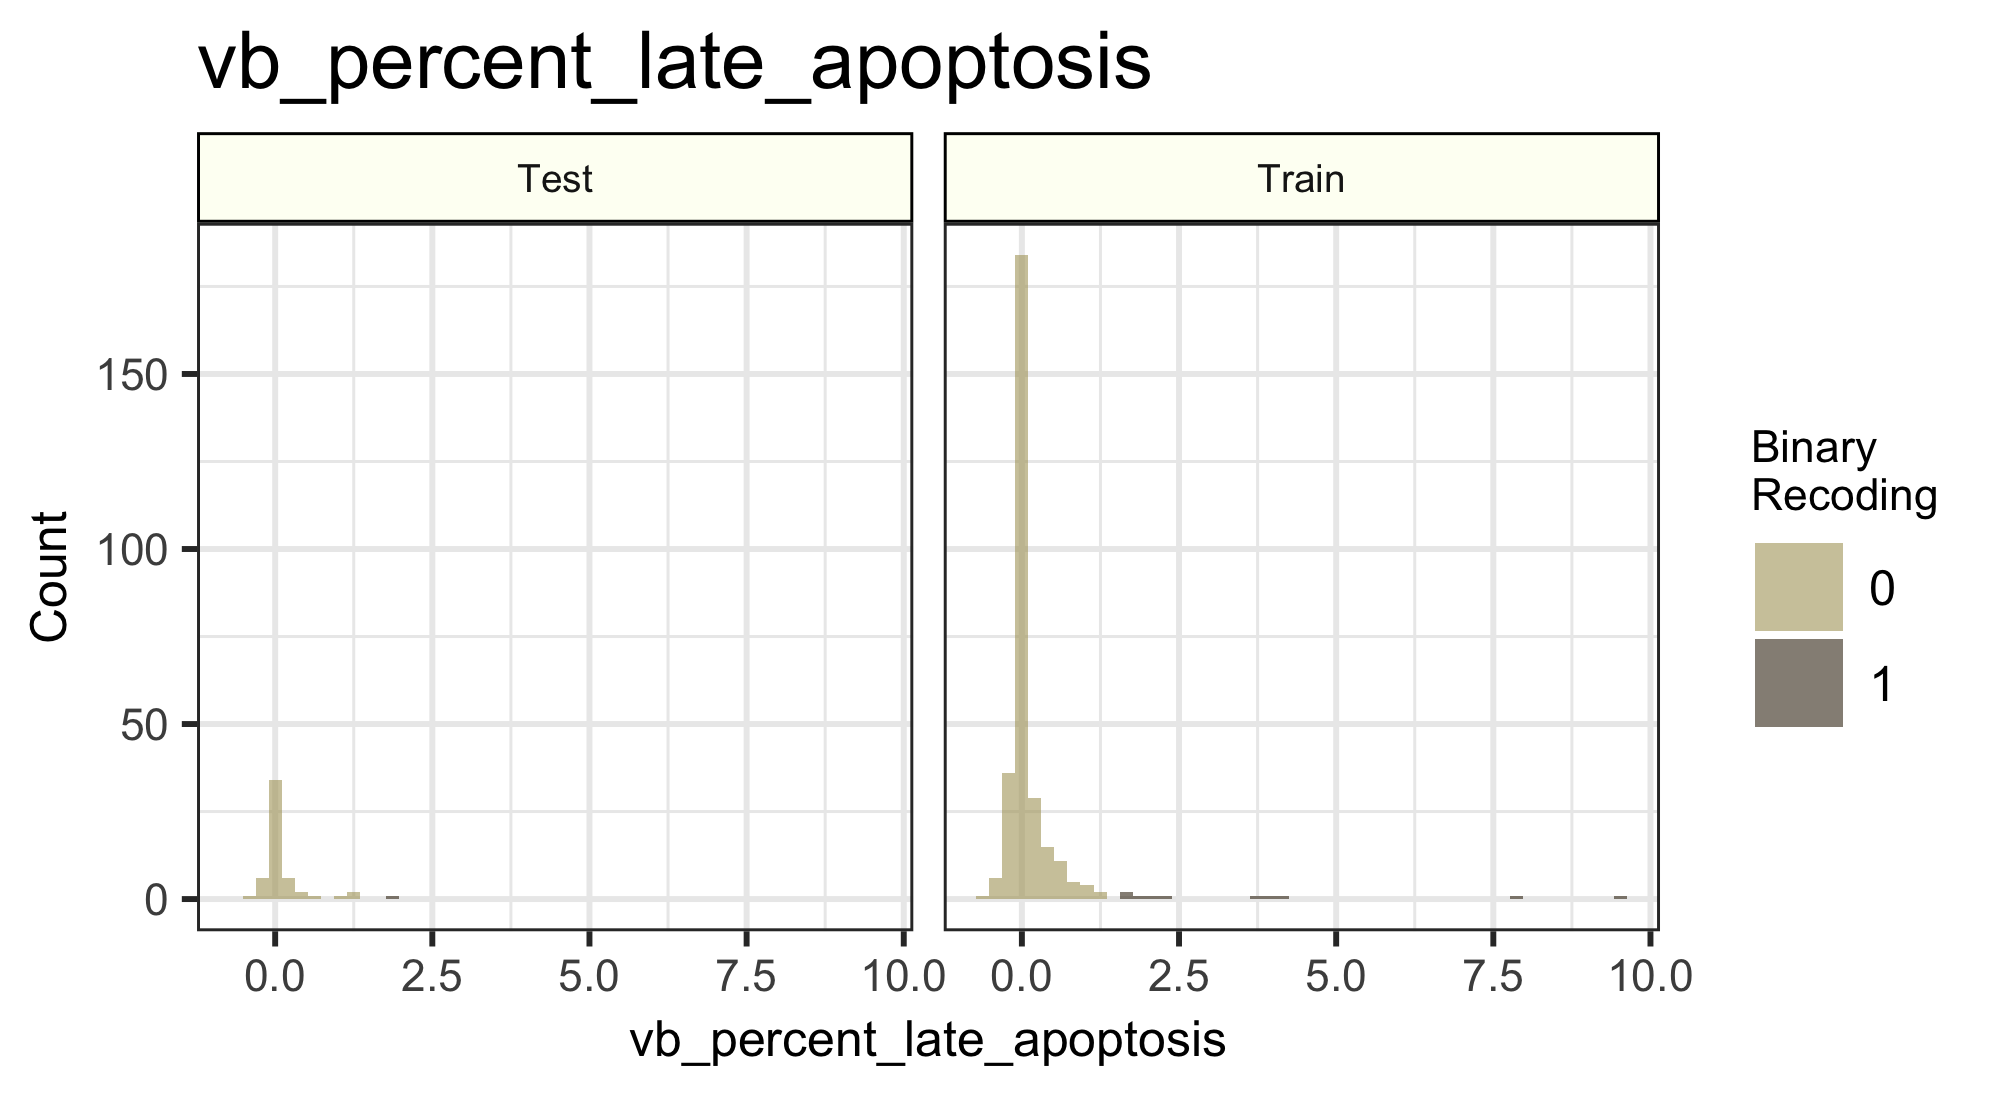 vb_percent_late_apoptosis
Test
Train
150
100
50
0
Count
0.0 2.5 5.0 7.5 10.0
0.0 2.5 5.0 7.5 10.0
vb_percent_late_apoptosis
Binary
Recoding
0
1